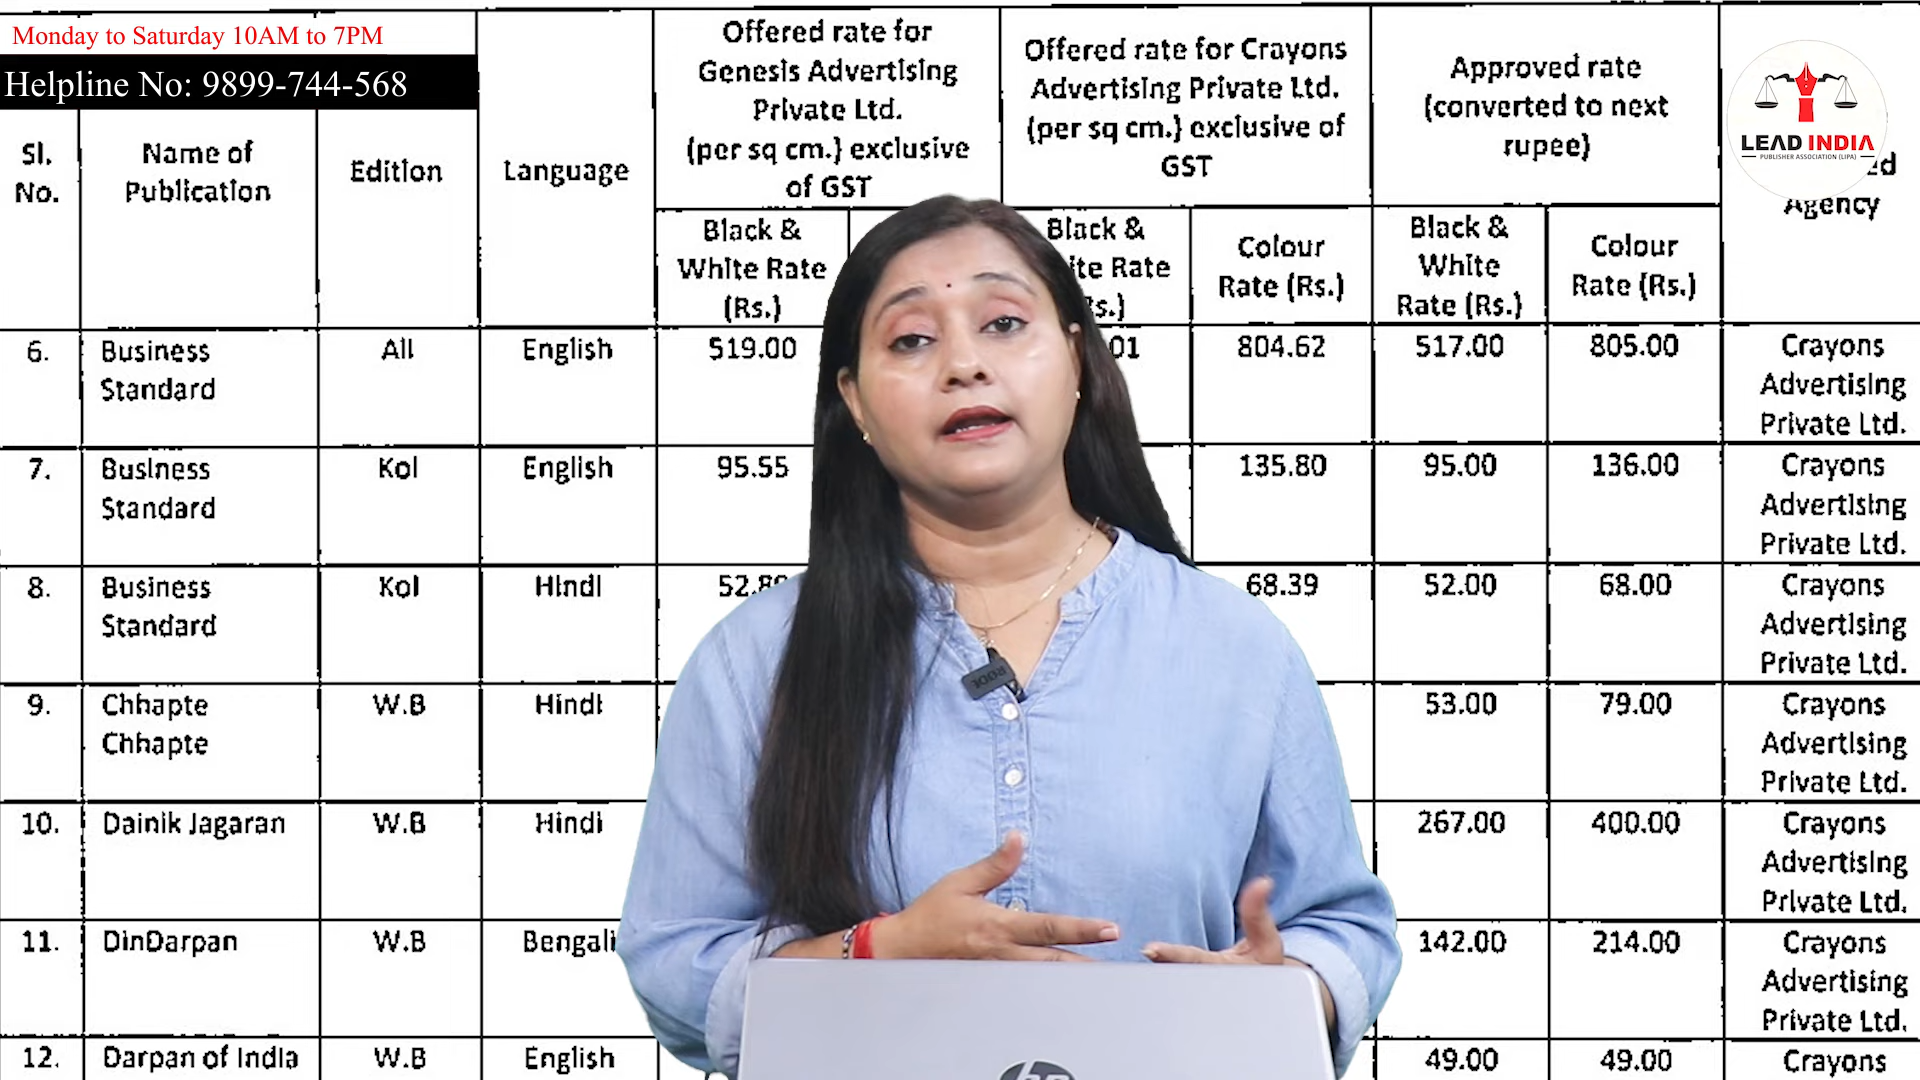 Monday to Saturday 10AM to 7PM
Helpline No: 9899-744-568
LEAD INDIA
PUBLISHER ASSOCIATION (LIPA)
Sl. No.
Name of Publication
Edition
Language
Offered rate for Genesis Advertising Private Ltd. (per sq cm.) exclusive of GST
Offered rate for Crayons Advertising Private Ltd. (per sq cm.) exclusive of GST
Approved rate (converted to next rupee)
Agency
Black & White Rate (Rs.)
Black &
Rate
Colour Rate (Rs.)
Black & White Rate (Rs.)
Colour Rate (Rs.)
6. Business Standard All English 519.00 804.62 517.00 805.00 Crayons Advertising Private Ltd.
7. Business Standard Kol English 95.55 135.80 95.00 136.00 Crayons Advertising Private Ltd.
8. Business Standard Kol Hindi 68.39 52.00 68.00 Crayons Advertising Private Ltd.
9. Chhapte Chhapte W.B Hindi 53.00 79.00 Crayons Advertising Private Ltd.
10. Dainik Jagaran W.B Hindi 267.00 400.00 Crayons Advertising Private Ltd.
11. DinDarpan W.B Bengali 142.00 214.00 Crayons Advertising Private Ltd.
12. Darpan of India W.B English 49.00 49.00 Crayons